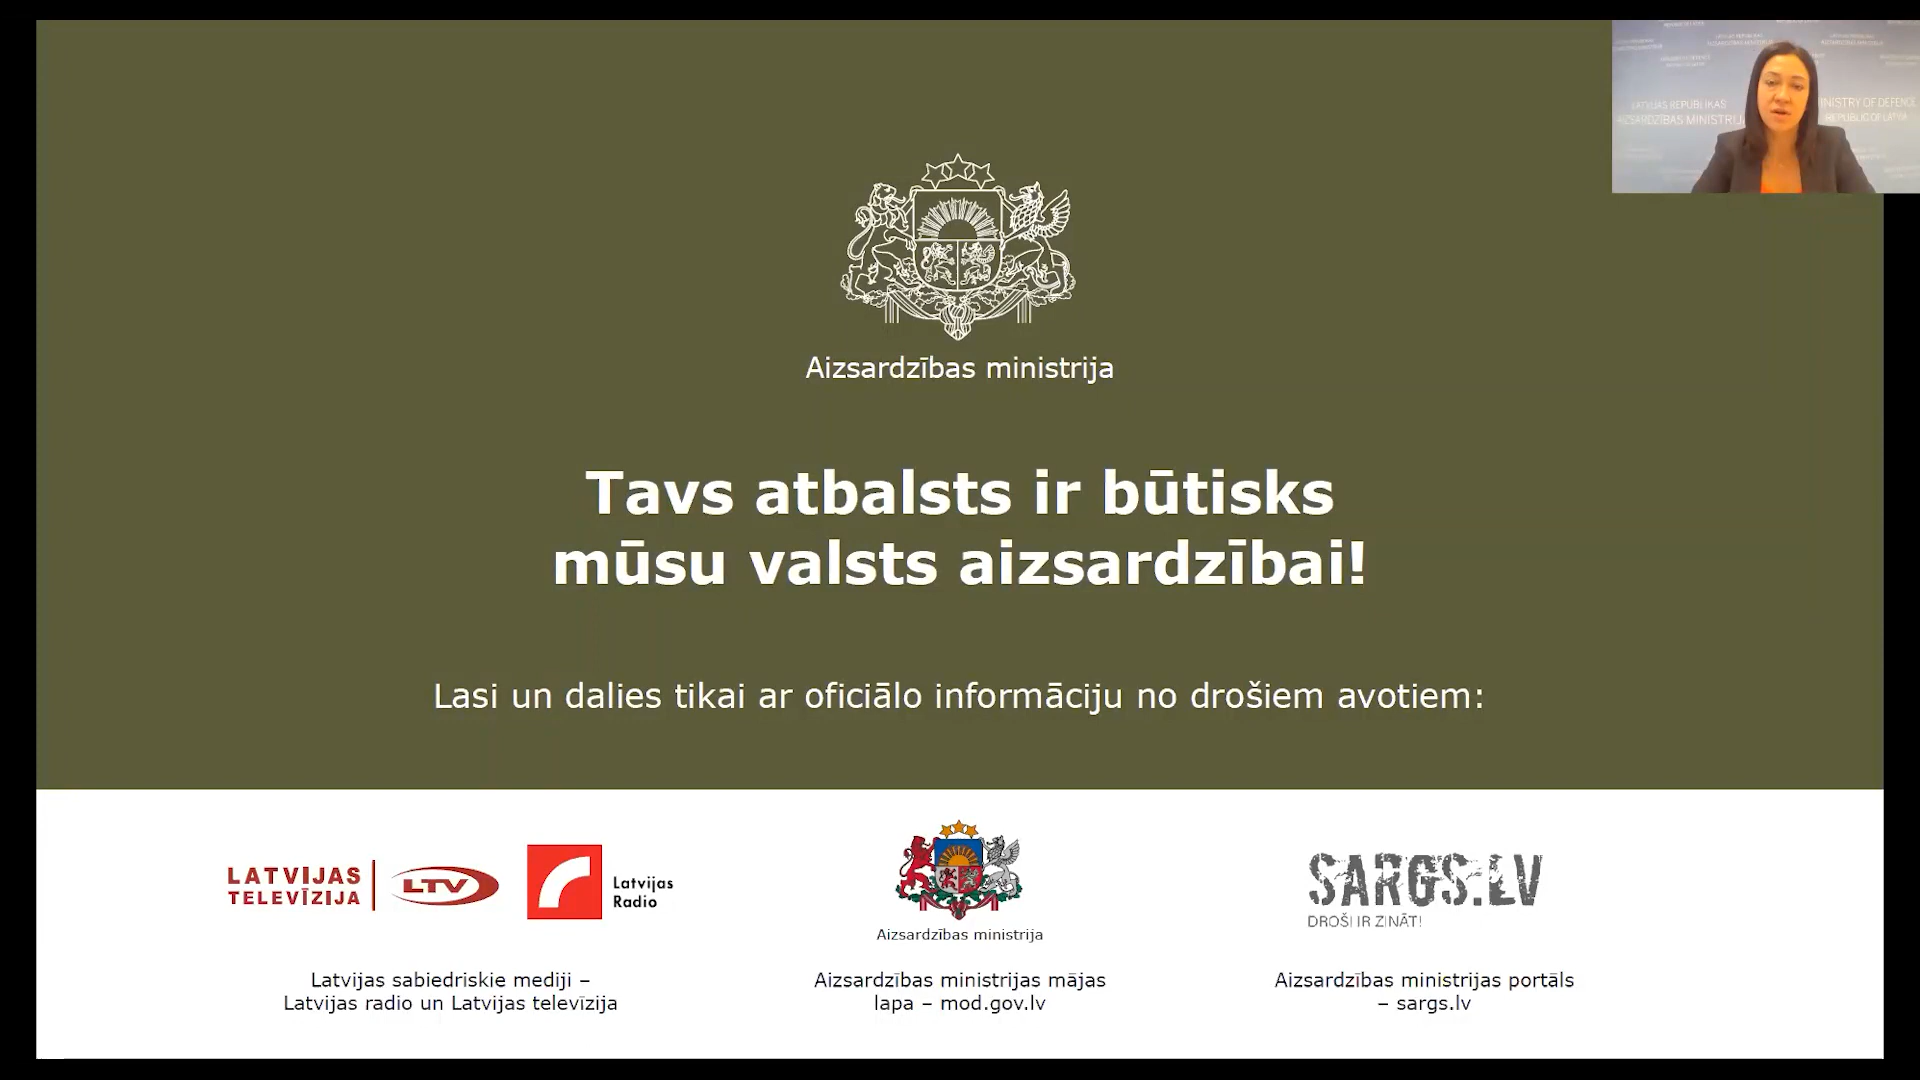 LATVIJAS REPUBLIKAS
AIZSARDZĪBAS MINISTRIJ
INISTRY OF DEFENCE
REPUBLIC OF LATV
Aizsardzības ministrija
Tavs atbalsts ir būtisks
mūsu valsts aizsardzībai!
Lasi un dalies tikai ar oficiālo informāciju no drošiem avotiem:
LATVIJAS
TELEVĪZIJA
LTV
Latvijas
Radio
Aizsardzības ministrija
SARGS.LV
DROŠI IR ZINĀT!
Latvijas sabiedriskie mediji –
Latvijas radio un Latvijas televīzija
Aizsardzības ministrijas mājas
lapa – mod.gov.lv
Aizsardzības ministrijas portāls
– sargs.lv